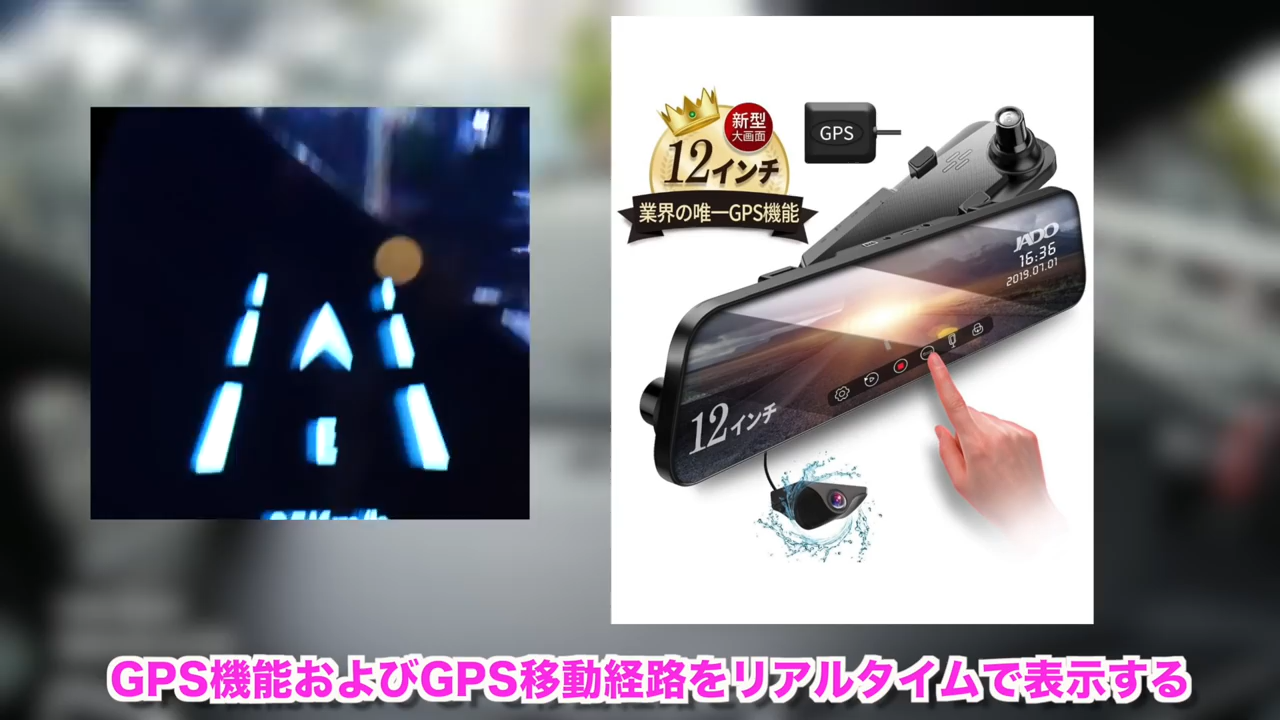 新型
大画面
12インチ
業界の唯一GPS機能
GPS
JADO
16:36
2019.07.01
12インチ
E
GPS機能およびGPS移動経路をリアルタイムで表示する